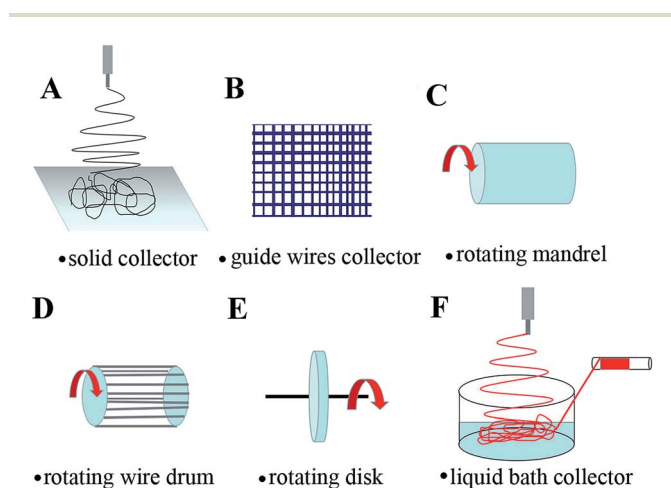 A
B
C
•solid collector
• guide wires collector
•rotating mandrel
D
E
F
•rotating wire drum
•rotating disk
•liquid bath collector